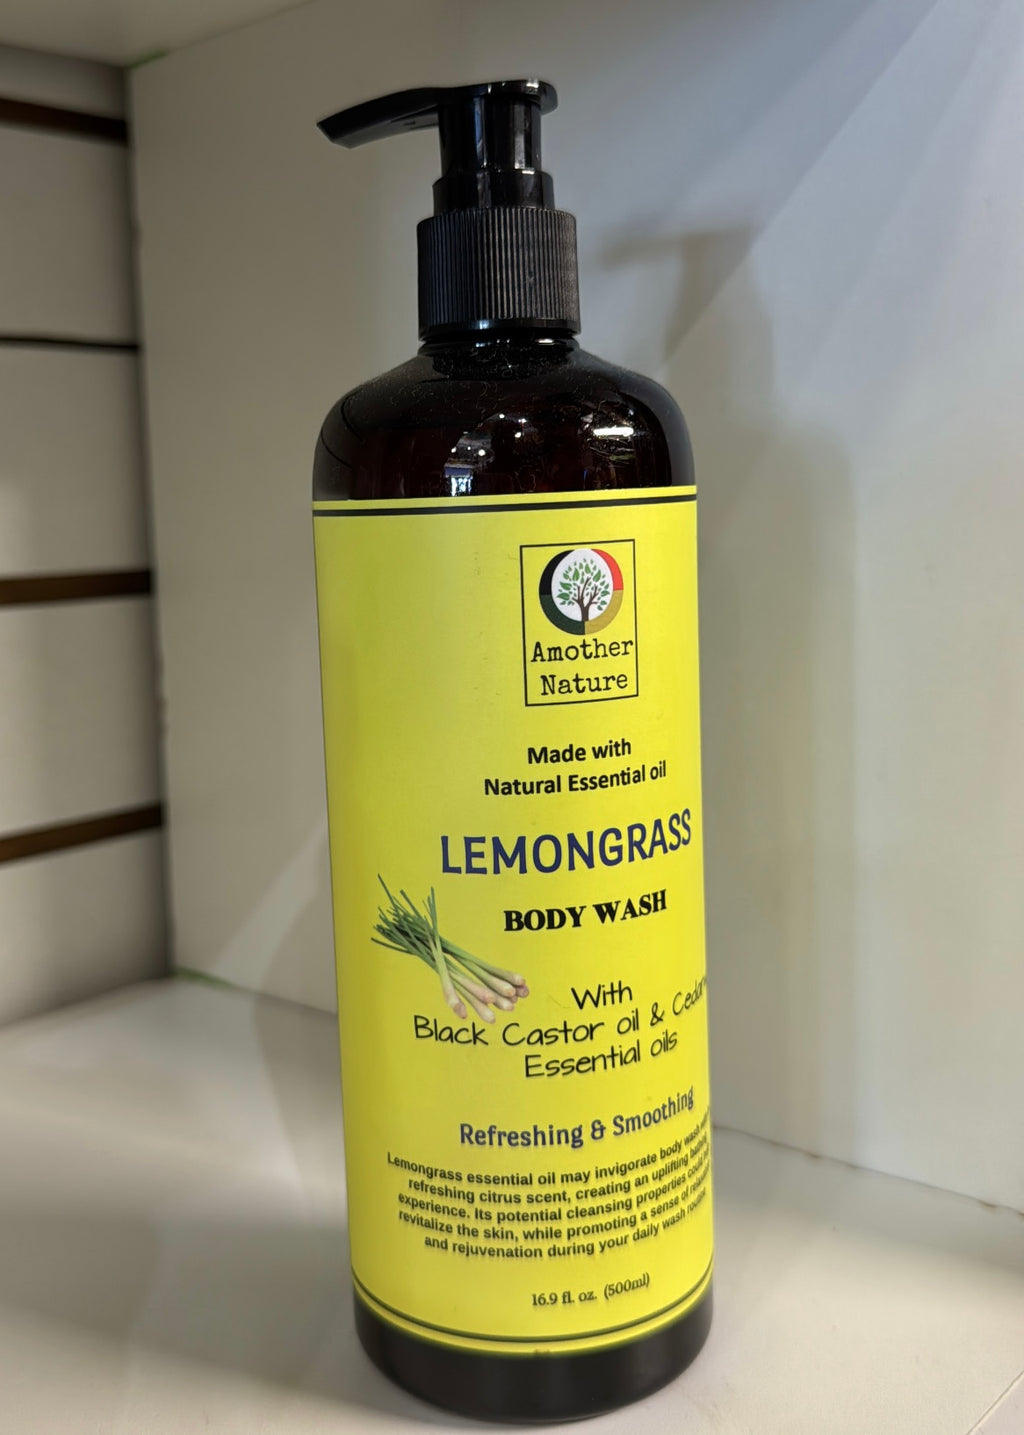 Amother
Nature
Made with
Natural Essential oil
LEMONGRASS
BODY WASH
With
Black Castor oil &
Essential oils
Refreshing & Smoothing
Lemongrass essential oil may invigorate body wash
refreshing citrus scent, creating an uplifting bathing
experience. Its potential cleansing properties could
revitalize the skin, while promoting a sense of
and rejuvenation during your daily wash
16.9 fl. oz. (500ml)